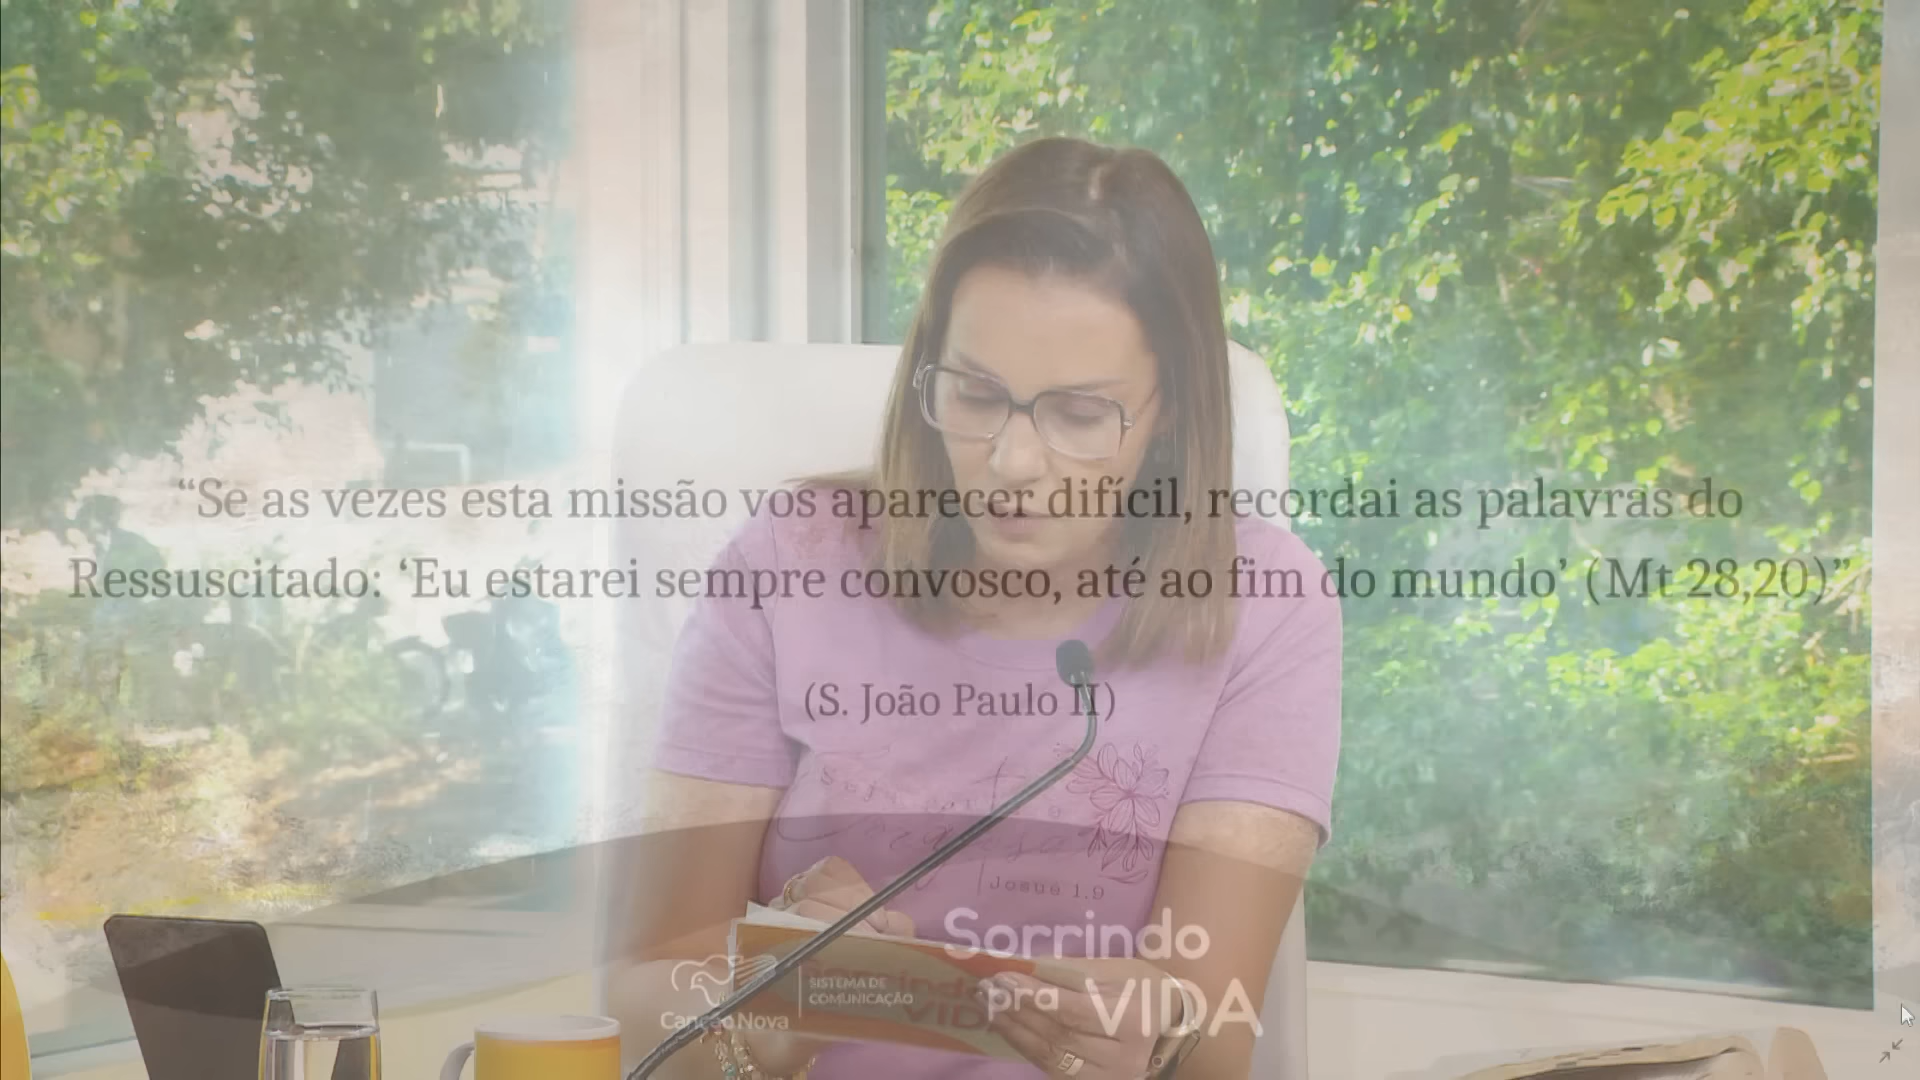 “Se as vezes esta missão vos aparecer difícil, recordai as palavras do
Ressuscitado: ‘Eu estarei sempre convosco, até ao fim do mundo’ (Mt 28,20)”
(S. João Paulo II)
Josué 1.9
Sorrindo
pra VIDA
Canção Nova
SISTEMA DE
COMUNICAÇÃO